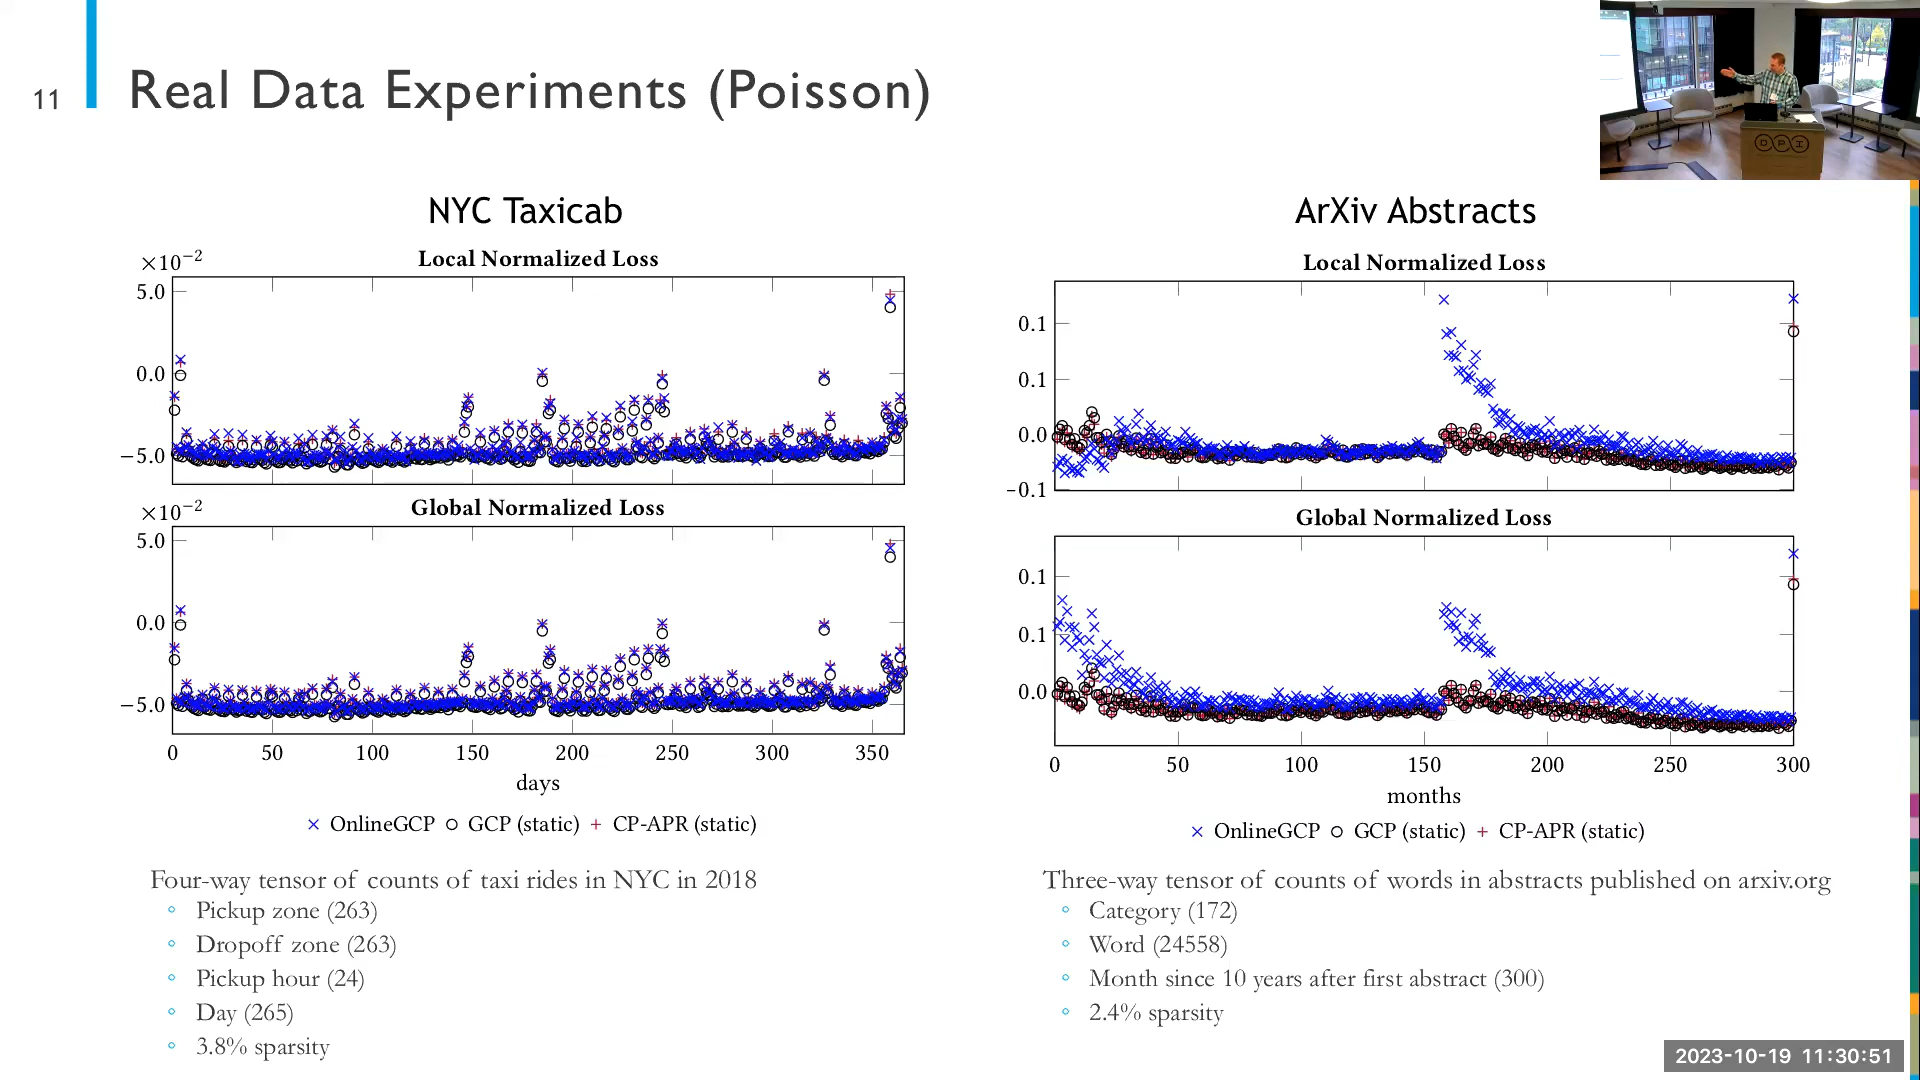 11
Real Data Experiments (Poisson)
DPI
NYC Taxicab
Local Normalized Loss
×10−2
5.0
0.0
−5.0
Global Normalized Loss
×10−2
5.0
0.0
−5.0
0 50 100 150 200 250 300 350
days
× OnlineGCP ○ GCP (static) + CP-APR (static)
Four-way tensor of counts of taxi rides in NYC in 2018
Pickup zone (263)
Dropoff zone (263)
Pickup hour (24)
Day (265)
3.8% sparsity
ArXiv Abstracts
Local Normalized Loss
0.1
0.1
0.0
−0.1
Global Normalized Loss
0.1
0.1
0.0
0 50 100 150 200 250 300
months
× OnlineGCP ○ GCP (static) + CP-APR (static)
Three-way tensor of counts of words in abstracts published on arxiv.org
Category (172)
Word (24558)
Month since 10 years after first abstract (300)
2.4% sparsity
2023-10-19 11:30:51